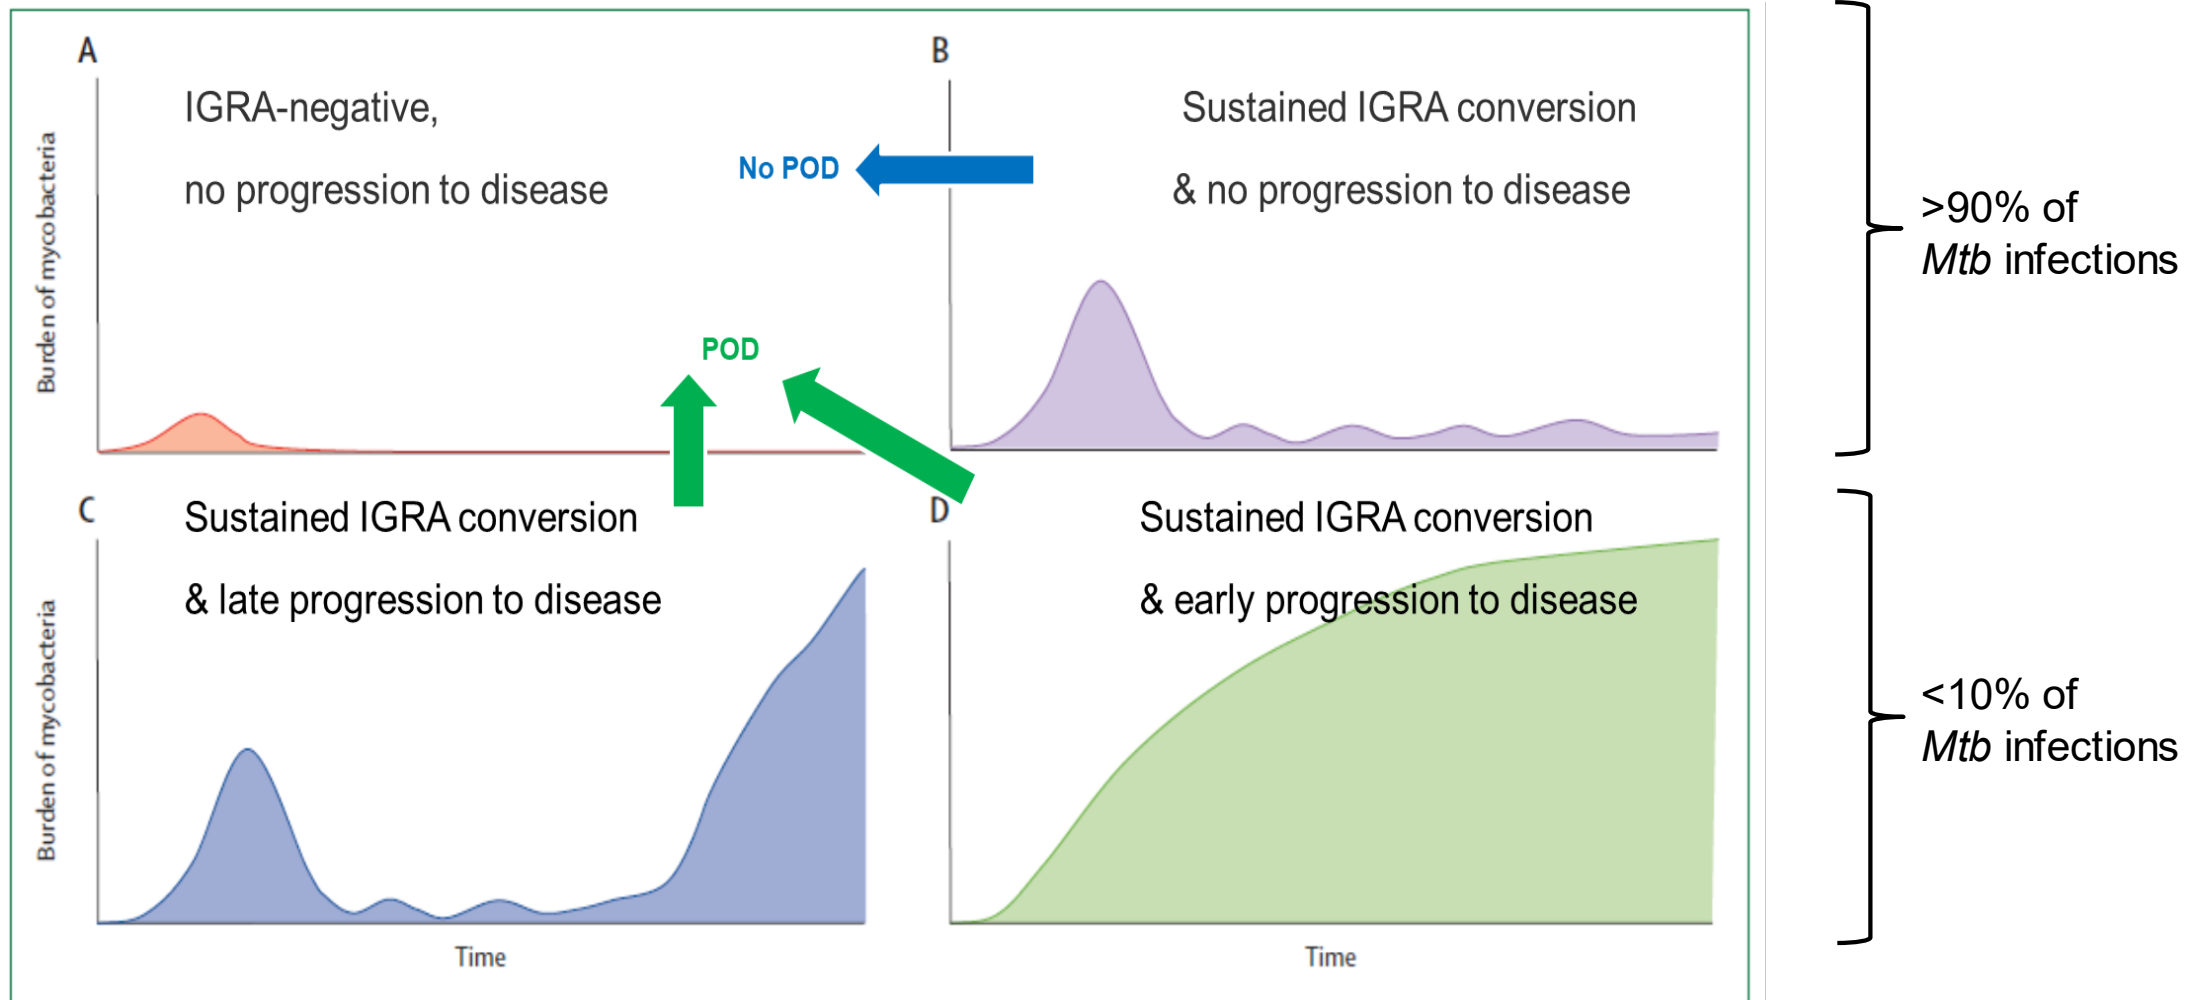 A
IGRA-negative,
no progression to disease
Burden of mycobacteria
No POD
POD
B
Sustained IGRA conversion
& no progression to disease
>90% of
Mtb infections
C
Sustained IGRA conversion
& late progression to disease
Burden of mycobacteria
Time
D
Sustained IGRA conversion
& early progression to disease
Time
<10% of
Mtb infections